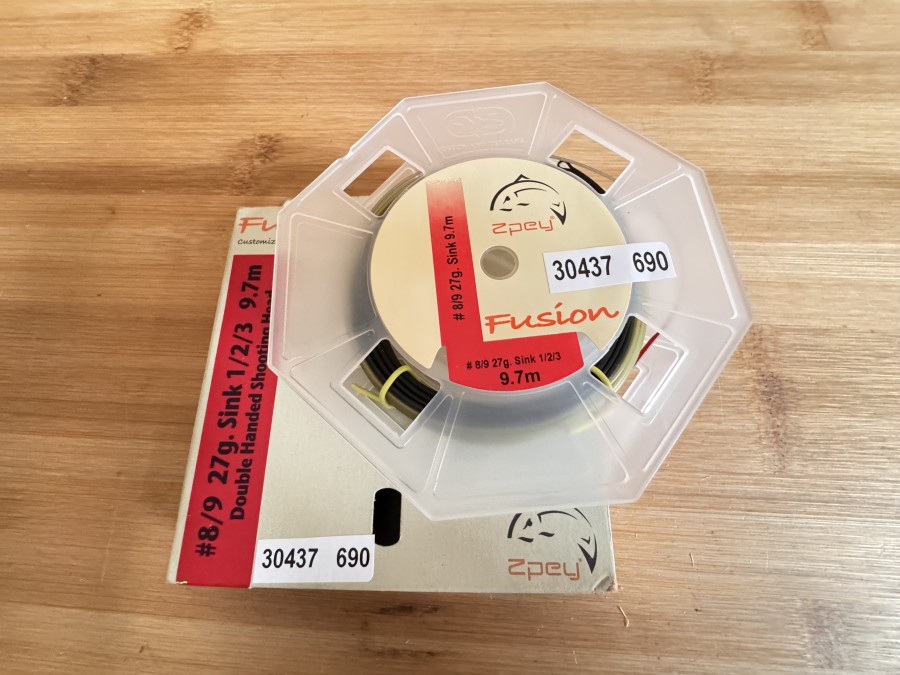 Zpey®
30437 690
Fusion
# 8/9 27g. Sink 9.7m
# 8/9 27g. Sink 1/2/3
9.7m
#8/9 27g. Sink 1/2/3 9.7m
Double Handed Shooting Head
30437 690
Zpey®